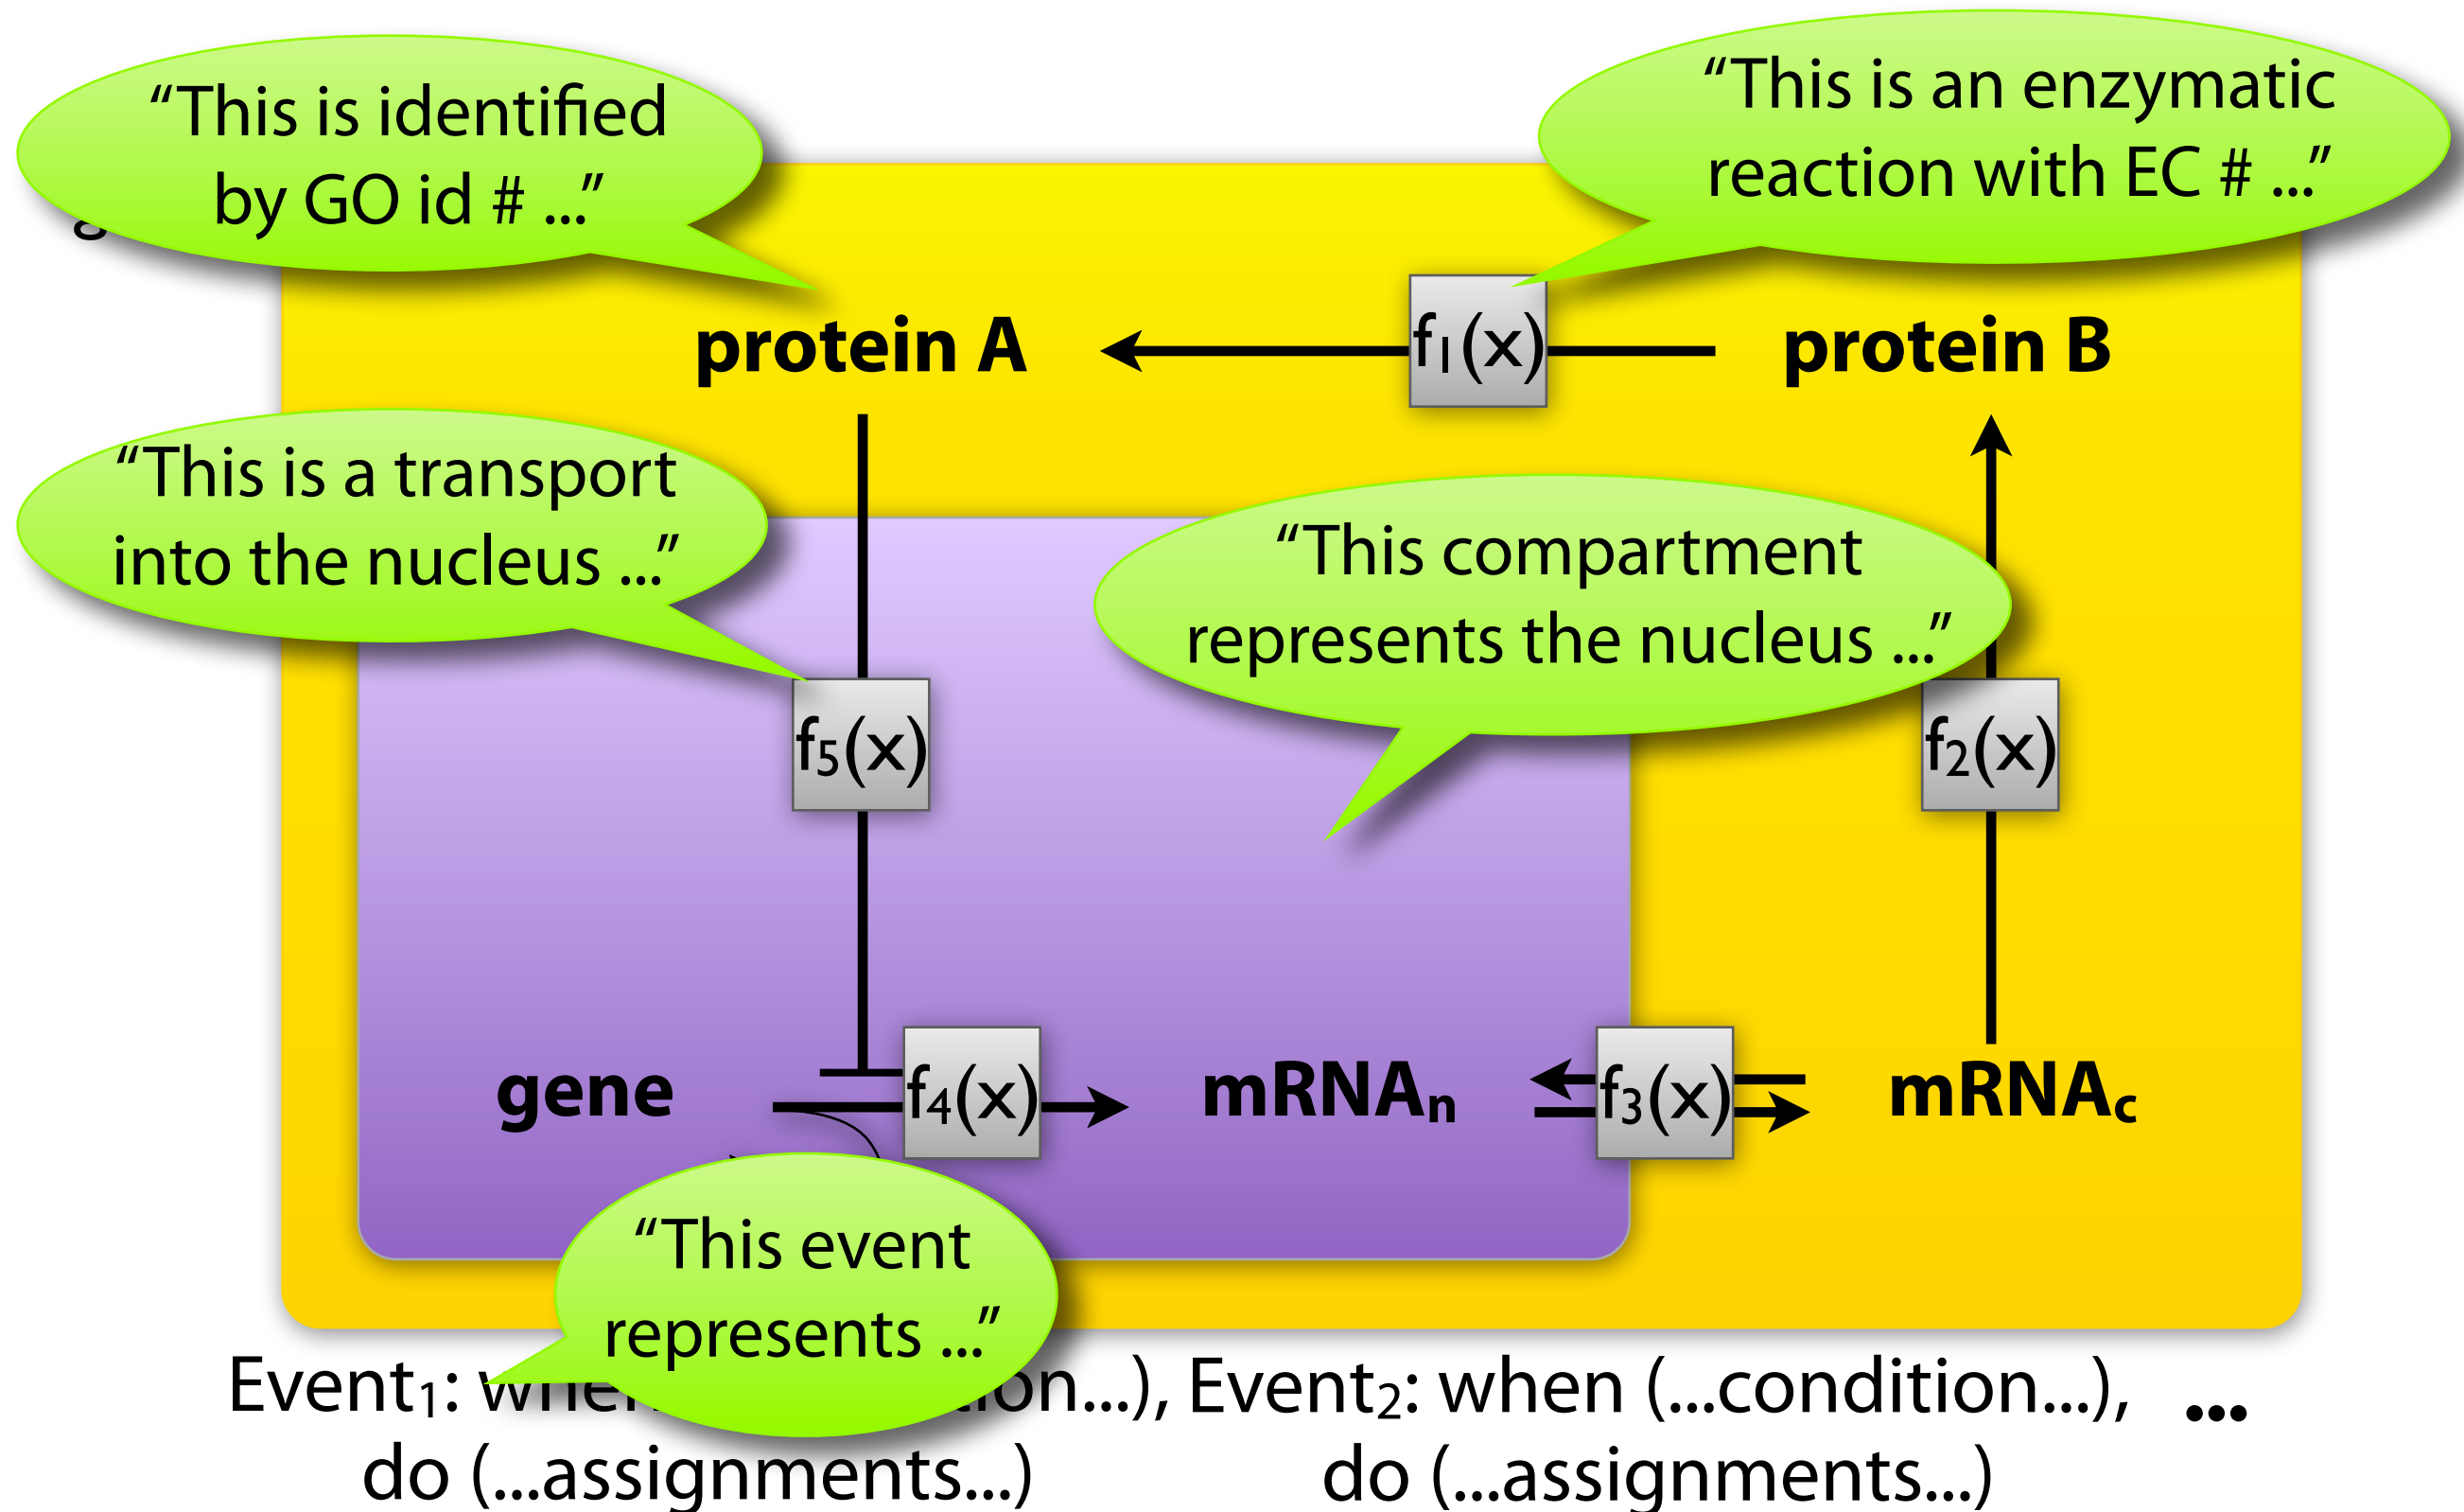 “This is identified
by GO id # ...”
“This is an enzymatic
reaction with EC # ...”
protein A
f1(x)
protein B
“This is a transport
into the nucleus ...”
“This compartment
represents the nucleus ...”
f5(x)
f2(x)
gene
f4(x)
mRNAn
f3(x)
mRNAc
“This event
represents ...”
Event1: ...), Event2: when (...condition...), ...
do (...assignments...)
do (...assignments...)